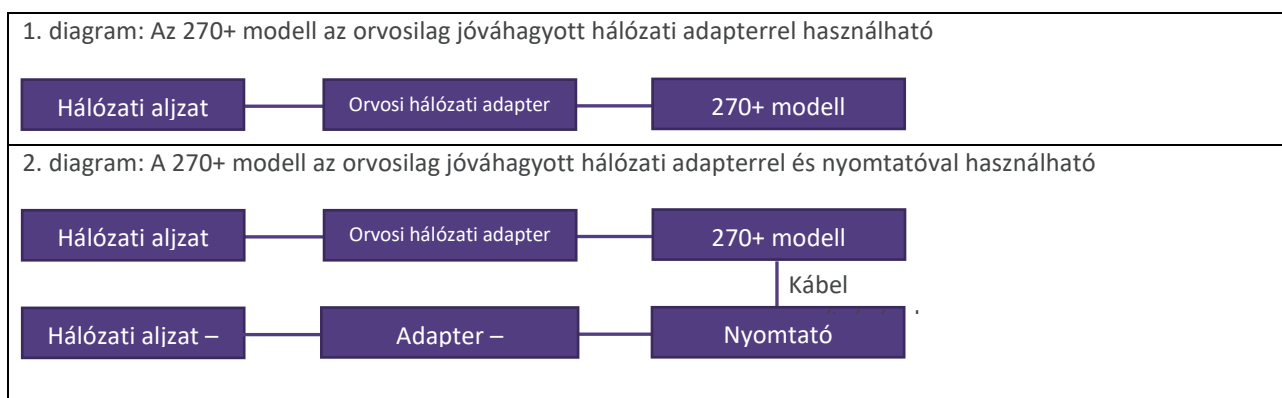 1. diagram: Az 270+ modell az orvosilag jóváhagyott hálózati adapterrel használható
Hálózati aljzat
Orvosi hálózati adapter
270+ modell
2. diagram: A 270+ modell az orvosilag jóváhagyott hálózati adapterrel és nyomtatóval használható
Hálózati aljzat
Orvosi hálózati adapter
270+ modell
Kábel
Hálózati aljzat –
Adapter –
Nyomtató